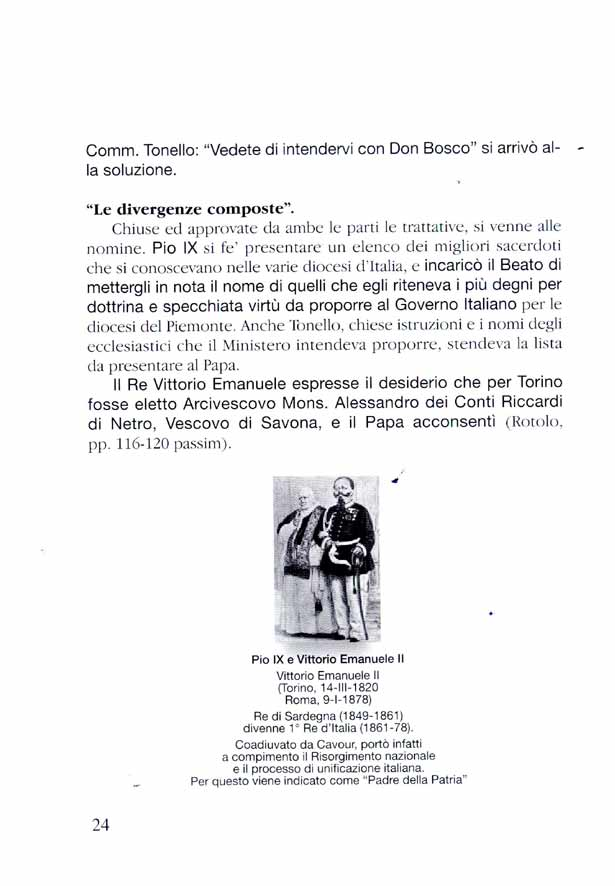 Comm. Tonello: “Vedete di intendervi con Don Bosco” si arrivò al-
la soluzione.
“Le divergenze composte”.
Chiuse ed approvate da ambe le parti le trattative, si venne alle
nomine. Pio IX si fe’ presentare un elenco dei migliori sacerdoti
che si conoscevano nelle varie diocesi d’Italia, e incaricò il Beato di
mettergli in nota il nome di quelli che egli riteneva i più degni per
dottrina e specchiata virtù da proporre al Governo Italiano per le
diocesi del Piemonte. Anche Tonello, chiese istruzioni e i nomi degli
ecclesiastici che il Ministero intendeva proporre, stendeva la lista
da presentare al Papa.
Il Re Vittorio Emanuele espresse il desiderio che per Torino
fosse eletto Arcivescovo Mons. Alessandro dei Conti Riccardi
di Netro, Vescovo di Savona, e il Papa acconsentì (Rotolo,
pp. 116-120 passim).
Pio IX e Vittorio Emanuele II
Vittorio Emanuele II
(Torino, 14-III-1820
Roma, 9-I-1878)
Re di Sardegna (1849-1861)
divenne 1° Re d’Italia (1861-78).
Coadiuvato da Cavour, portò infatti
a compimento il Risorgimento nazionale
e il processo di unificazione italiana.
Per questo viene indicato come “Padre della Patria”
24